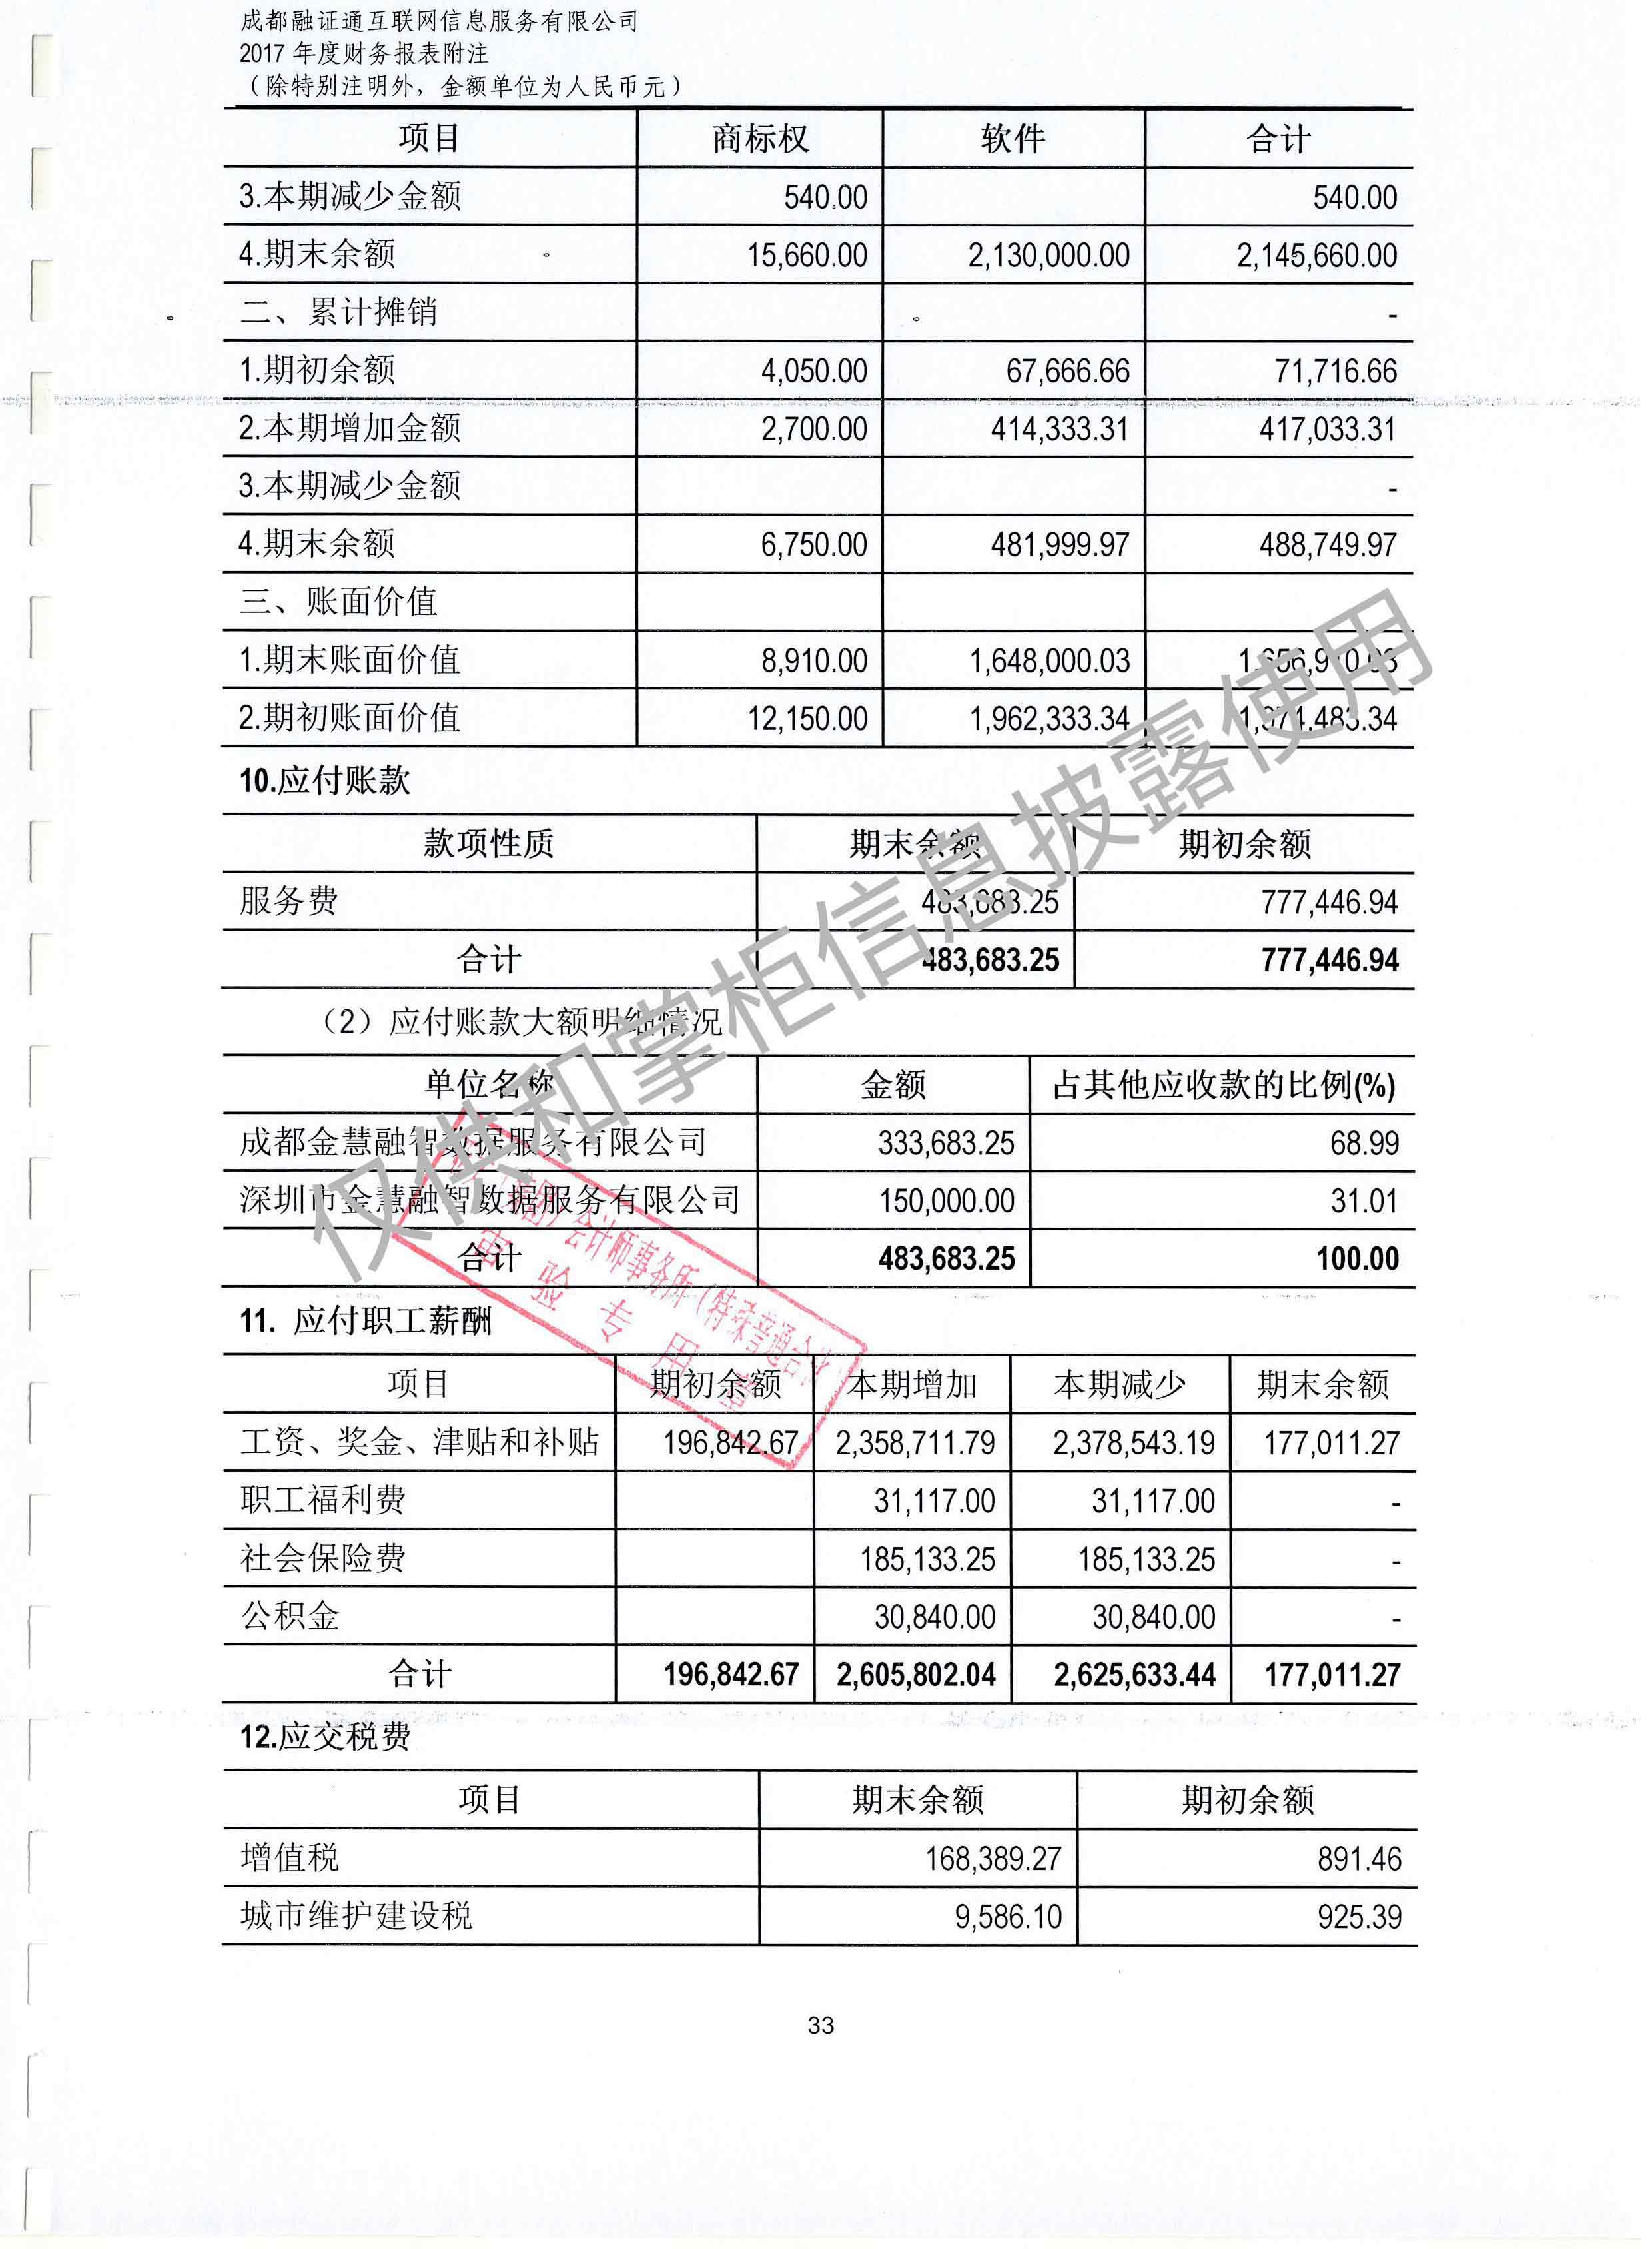 成都融证通互联网信息服务有限公司
2017 年度财务报表附注
（除特别注明外，金额单位为人民币元）
项目 商标权 软件 合计
3.本期减少金额 540.00 540.00
4.期末余额 15,660.00 2,130,000.00 2,145,660.00
二、累计摊销 -
1.期初余额 4,050.00 67,666.66 71,716.66
2.本期增加金额 2,700.00 414,333.31 417,033.31
3.本期减少金额 -
4.期末余额 6,750.00 481,999.97 488,749.97
三、账面价值
1.期末账面价值 8,910.00 1,648,000.03 1,656,910.03
2.期初账面价值 12,150.00 1,962,333.34 1,974,483.34
10.应付账款
款项性质 期末余额 期初余额
服务费 483,683.25 777,446.94
合计 483,683.25 777,446.94
（2）应付账款大额明细情况
单位名称 金额 占其他应收款的比例(%)
成都金慧融智数据服务有限公司 333,683.25 68.99
深圳市金慧融智数据服务有限公司 150,000.00 31.01
合计 483,683.25 100.00
11. 应付职工薪酬
项目 期初余额 本期增加 本期减少 期末余额
工资、奖金、津贴和补贴 196,842.67 2,358,711.79 2,378,543.19 177,011.27
职工福利费 31,117.00 31,117.00 -
社会保险费 185,133.25 185,133.25 -
公积金 30,840.00 30,840.00 -
合计 196,842.67 2,605,802.04 2,625,633.44 177,011.27
12.应交税费
项目 期末余额 期初余额
增值税 168,389.27 891.46
城市维护建设税 9,586.10 925.39
33
仅供和掌柜信息披露使用
会计师事务所（特殊普通合伙
审验专用章